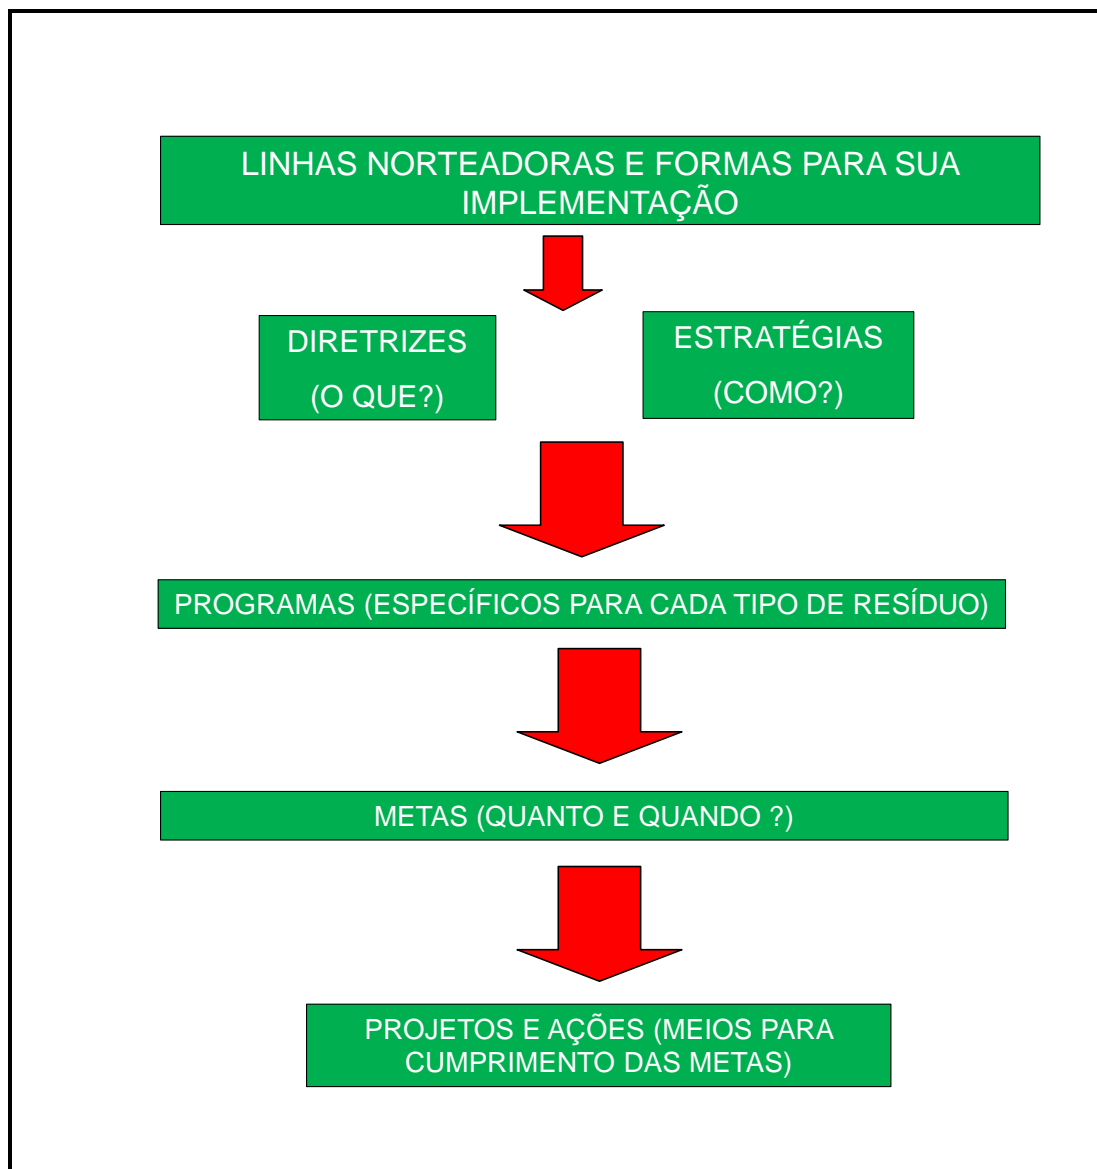 LINHAS NORTEADORAS E FORMAS PARA SUA
IMPLEMENTAÇÃO
DIRETRIZES
(O QUE?)
ESTRATÉGIAS
(COMO?)
PROGRAMAS (ESPECÍFICOS PARA CADA TIPO DE RESÍDUO)
METAS (QUANTO E QUANDO ?)
PROJETOS E AÇÕES (MEIOS PARA
CUMPRIMENTO DAS METAS)